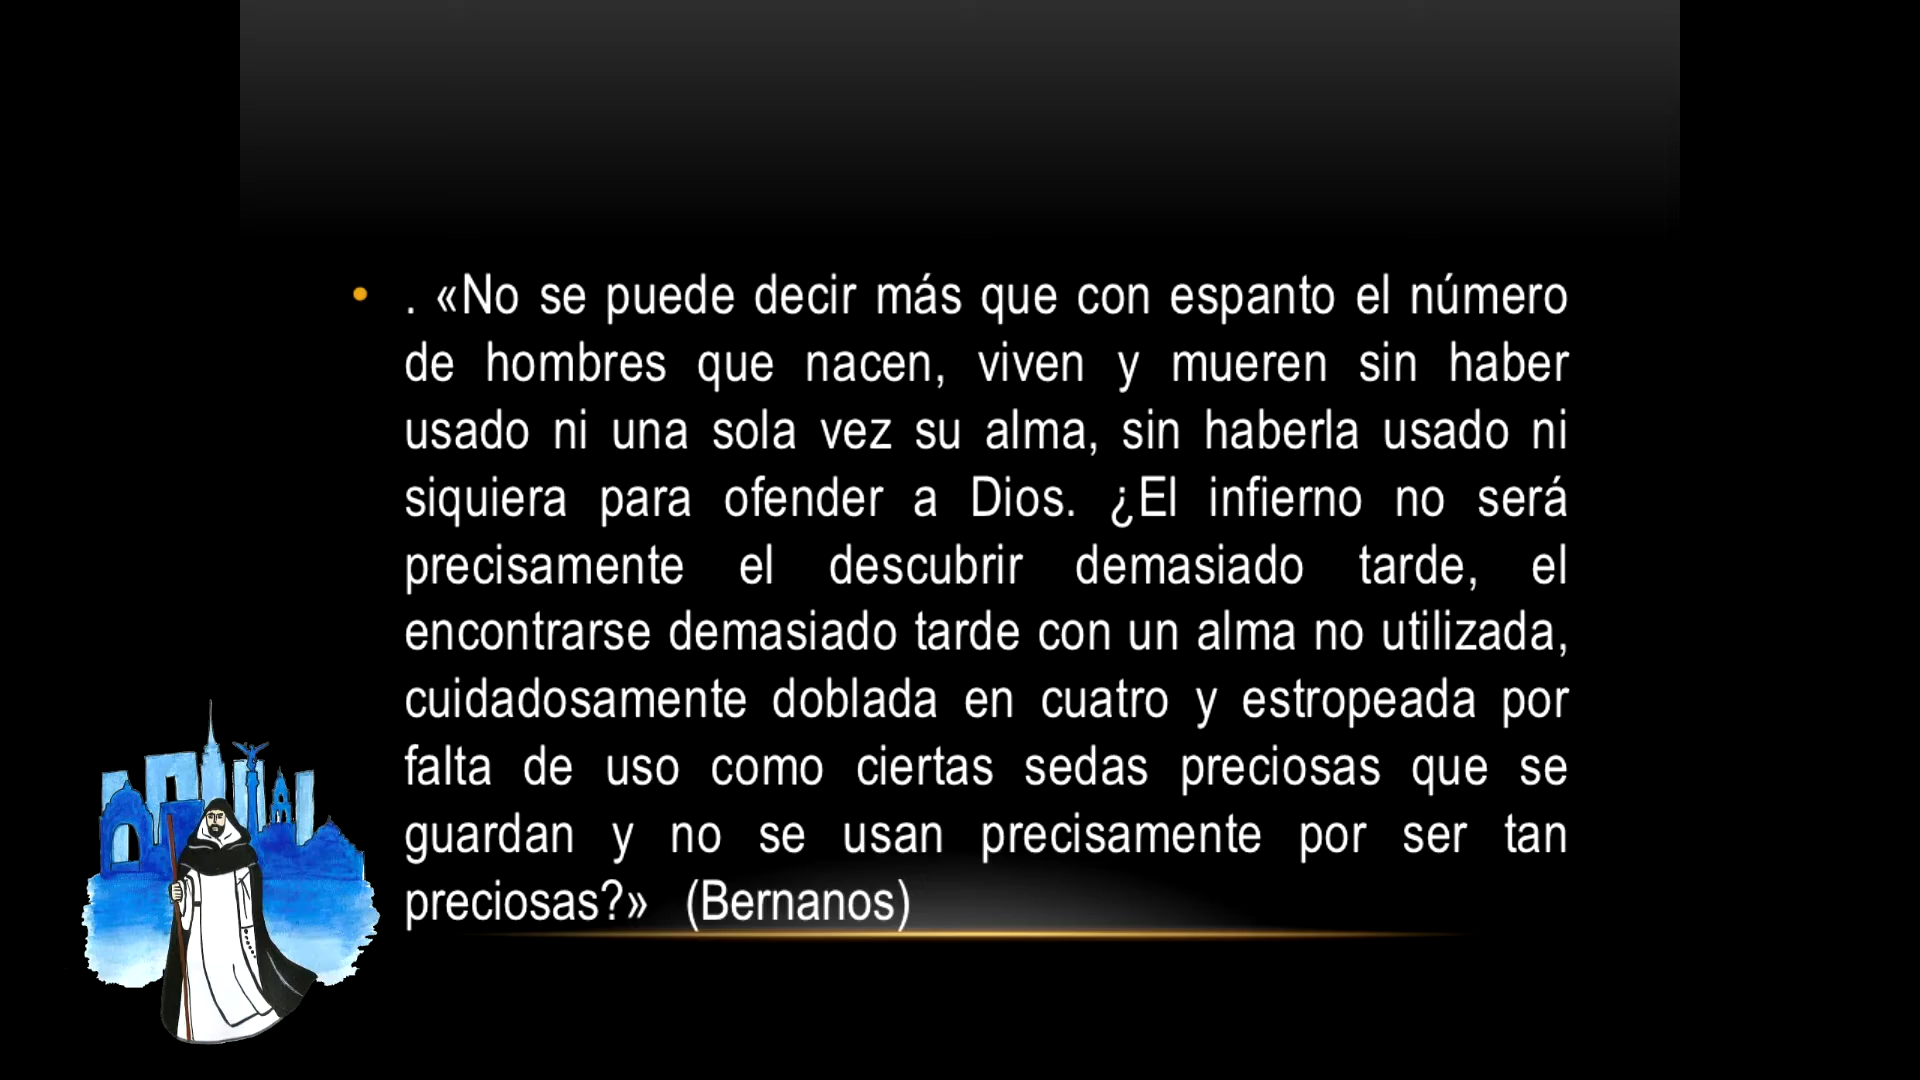 • . «No se puede decir más que con espanto el número
de hombres que nacen, viven y mueren sin haber
usado ni una sola vez su alma, sin haberla usado ni
siquiera para ofender a Dios. ¿El infierno no será
precisamente el descubrir demasiado tarde, el
encontrarse demasiado tarde con un alma no utilizada,
cuidadosamente doblada en cuatro y estropeada por
falta de uso como ciertas sedas preciosas que se
guardan y no se usan precisamente por ser tan
preciosas?» (Bernanos)